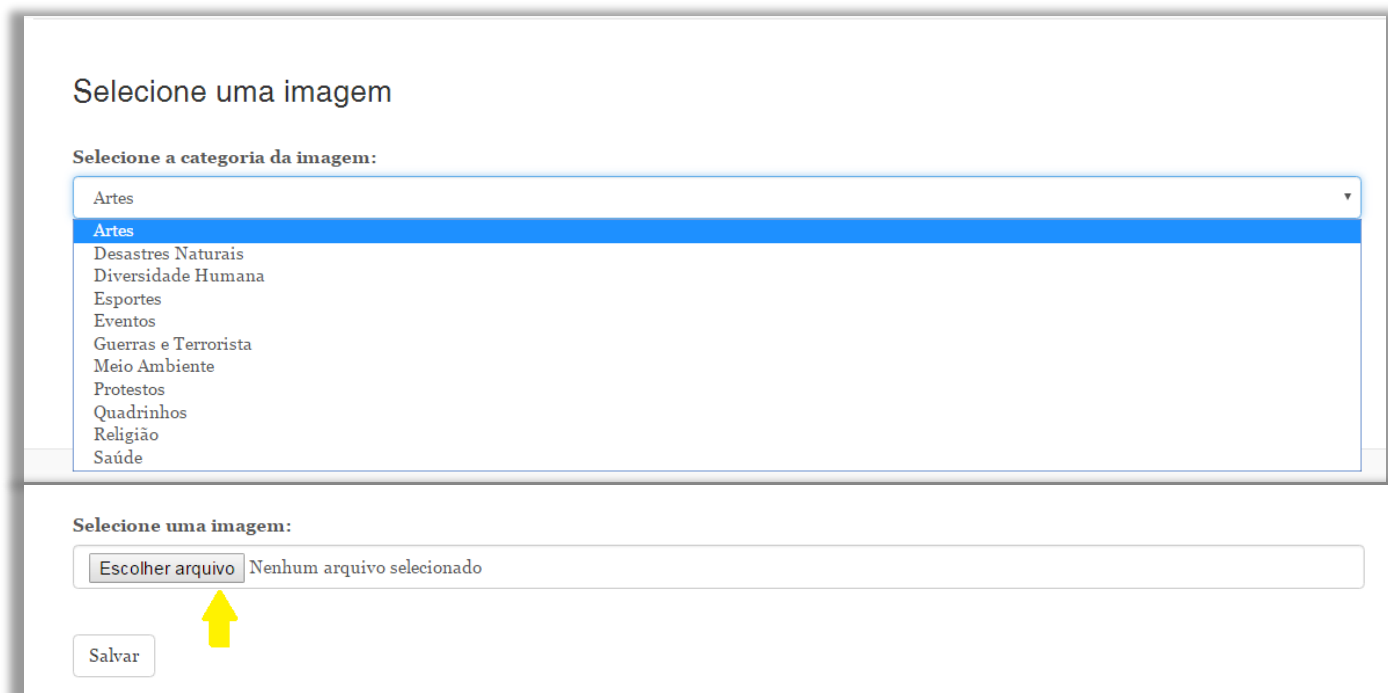 Selecione uma imagem
Selecione a categoria da imagem:
Artes
Artes
Desastres Naturais
Diversidade Humana
Esportes
Eventos
Guerras e Terrorista
Meio Ambiente
Protestos
Quadrinhos
Religião
Saúde
Selecione uma imagem:
Escolher arquivo Nenhum arquivo selecionado
Salvar